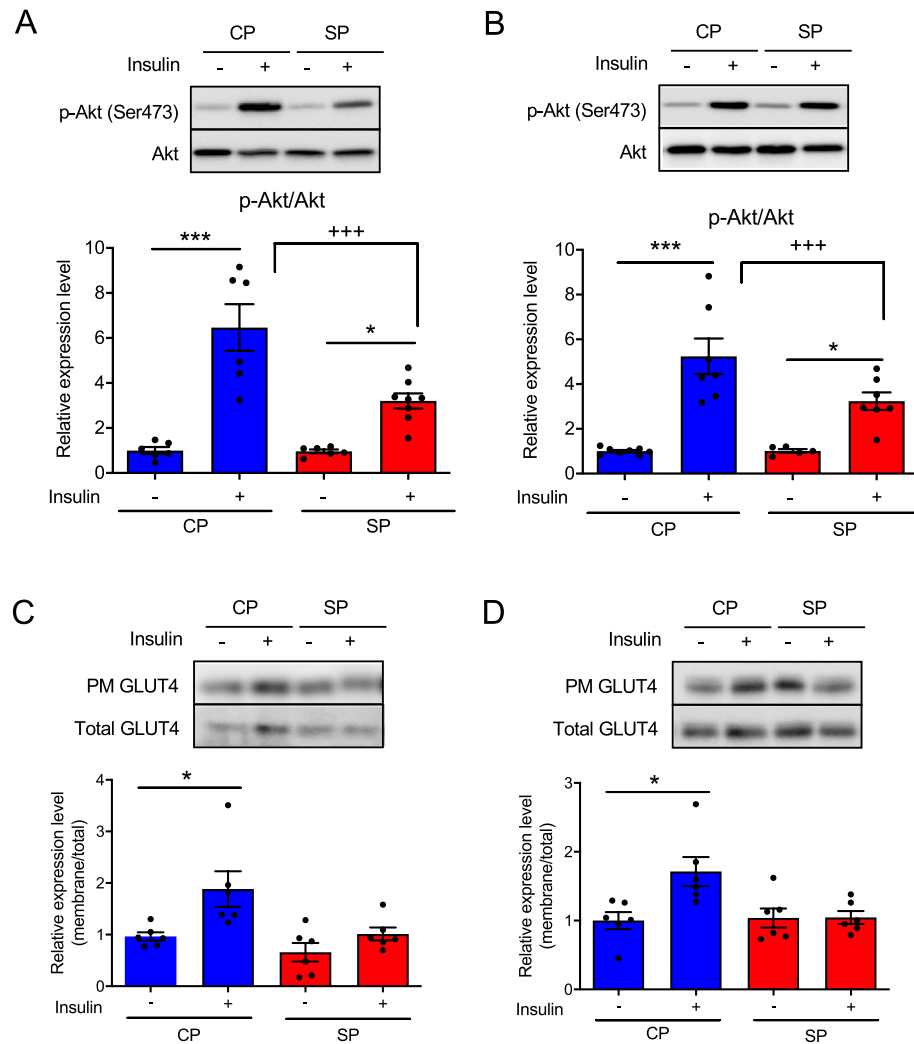 A
CP SP
Insulin - + - +
p-Akt (Ser473)
Akt
p-Akt/Akt
Relative expression level
10
8
6
4
2
0
*** +++ *
Insulin - + - +
CP SP
B
CP SP
Insulin - + - +
p-Akt (Ser473)
Akt
p-Akt/Akt
Relative expression level
10
8
6
4
2
0
*** +++ *
Insulin - + - +
CP SP
C
CP SP
Insulin - + - +
PM GLUT4
Total GLUT4
Relative expression level
(membrane/total)
4
3
2
1
0
*
Insulin - + - +
CP SP
D
CP SP
Insulin - + - +
PM GLUT4
Total GLUT4
Relative expression level
(membrane/total)
3
2
1
0
*
Insulin - + - +
CP SP